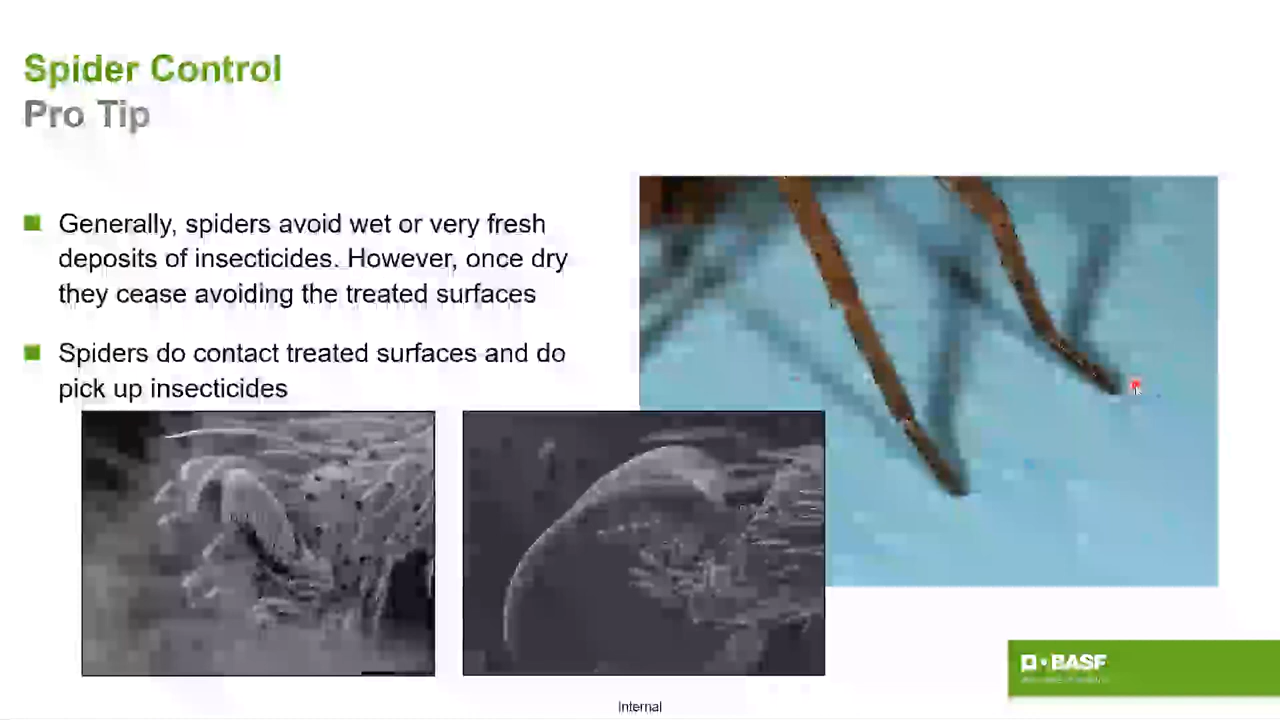 Spider Control
Pro Tip
Generally, spiders avoid wet or very fresh
deposits of insecticides. However, once dry
they cease avoiding the treated surfaces
Spiders do contact treated surfaces and do
pick up insecticides
BASF
Internal